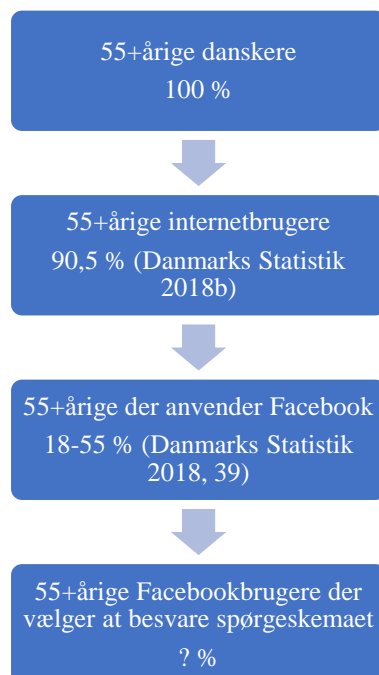 55+årige danskere
100 %
55+årige internetbrugere
90,5 % (Danmarks Statistik
2018b)
55+årige der anvender Facebook
18-55 % (Danmarks Statistik
2018, 39)
55+årige Facebookbrugere der
vælger at besvare spørgeskemaet
? %